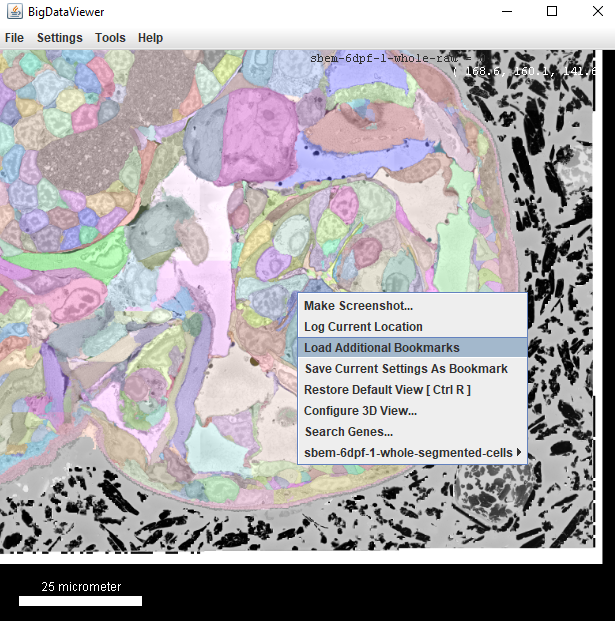 BigDataViewer
File Settings Tools Help
sbem-6dpf-1-whole-raw =
( 168.6, 160.1, 141.6
Make Screenshot...
Log Current Location
Load Additional Bookmarks
Save Current Settings As Bookmark
Restore Default View [ Ctrl R ]
Configure 3D View...
Search Genes...
sbem-6dpf-1-whole-segmented-cells
25 micrometer